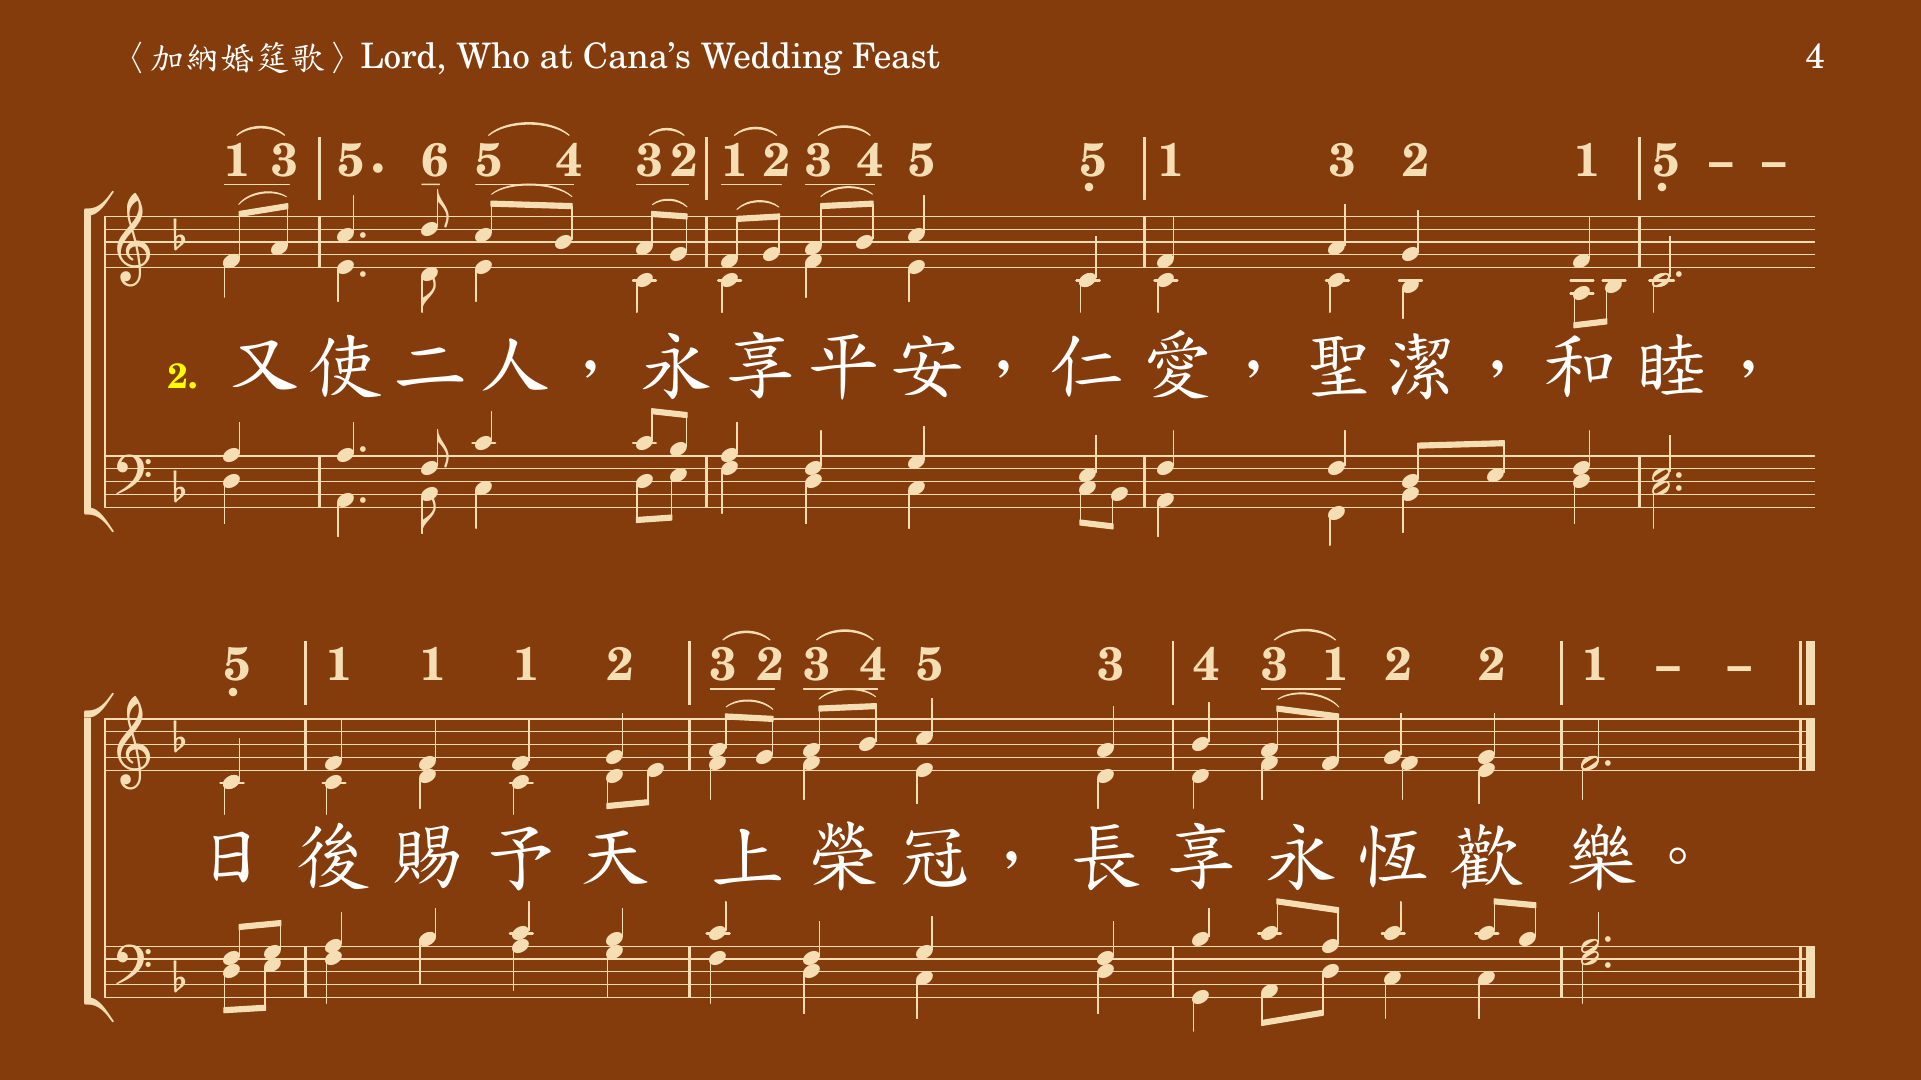 〈加納婚筵歌〉Lord, Who at Cana’s Wedding Feast 4
1 3 | 5. 6 5 4 3 2 | 1 2 3 4 5 5̣ | 1 3 2 1 | 5̣ – –
2. 又使二人，永享平安，仁愛，聖潔，和睦，
5̣ | 1 1 1 2 | 3 2 3 4 5 3 | 4 3 1 2 2 | 1 – –
日後賜予天上榮冠，長享永恆歡樂。